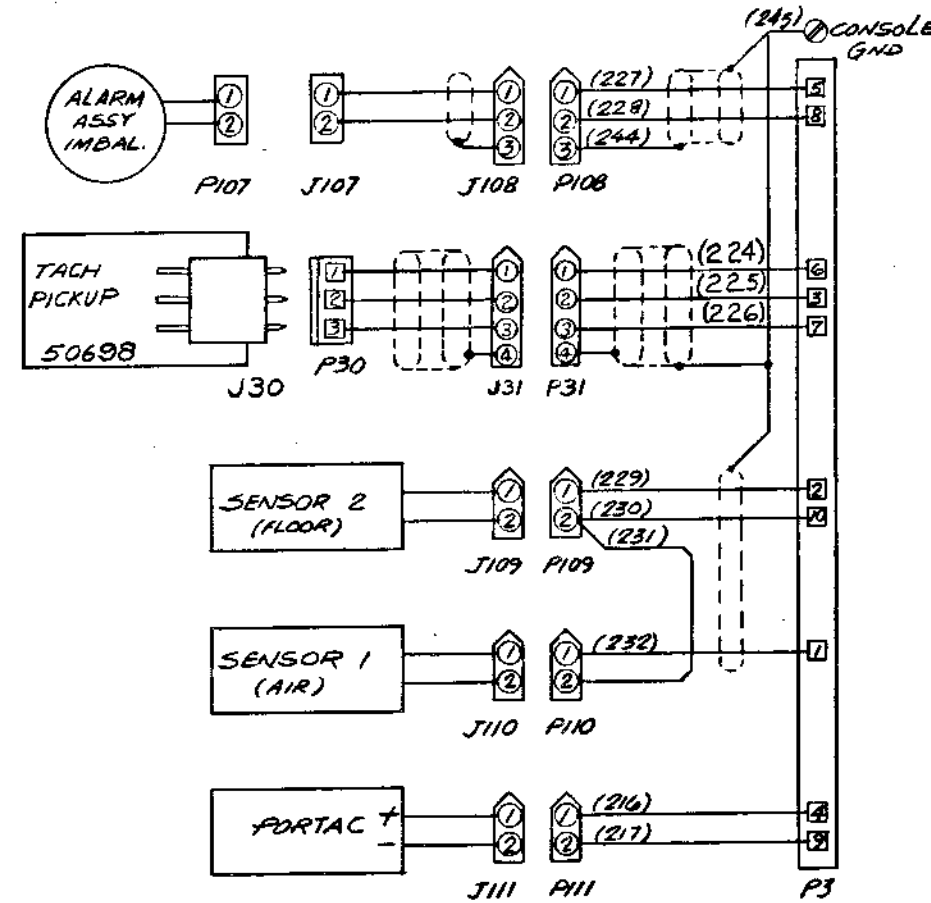 (245)
CONSOLE
GND
ALARM
ASSY
IMBAL.
1
2
P107
1
2
J107
1
2
3
J108
1
2
3
P108
(227)
(228)
(244)
5
8
TACH
PICKUP
50698
J30
1
2
3
P30
1
2
3
4
J31
1
2
3
4
P31
(224)
(225)
(226)
6
3
7
SENSOR 2
(FLOOR)
1
2
J109
1
2
P109
(229)
(230)
(231)
2
10
SENSOR 1
(AIR)
1
2
J110
1
2
P110
(232)
1
PORTAC +
-
1
2
J111
1
2
P111
(216)
(217)
4
9
P3